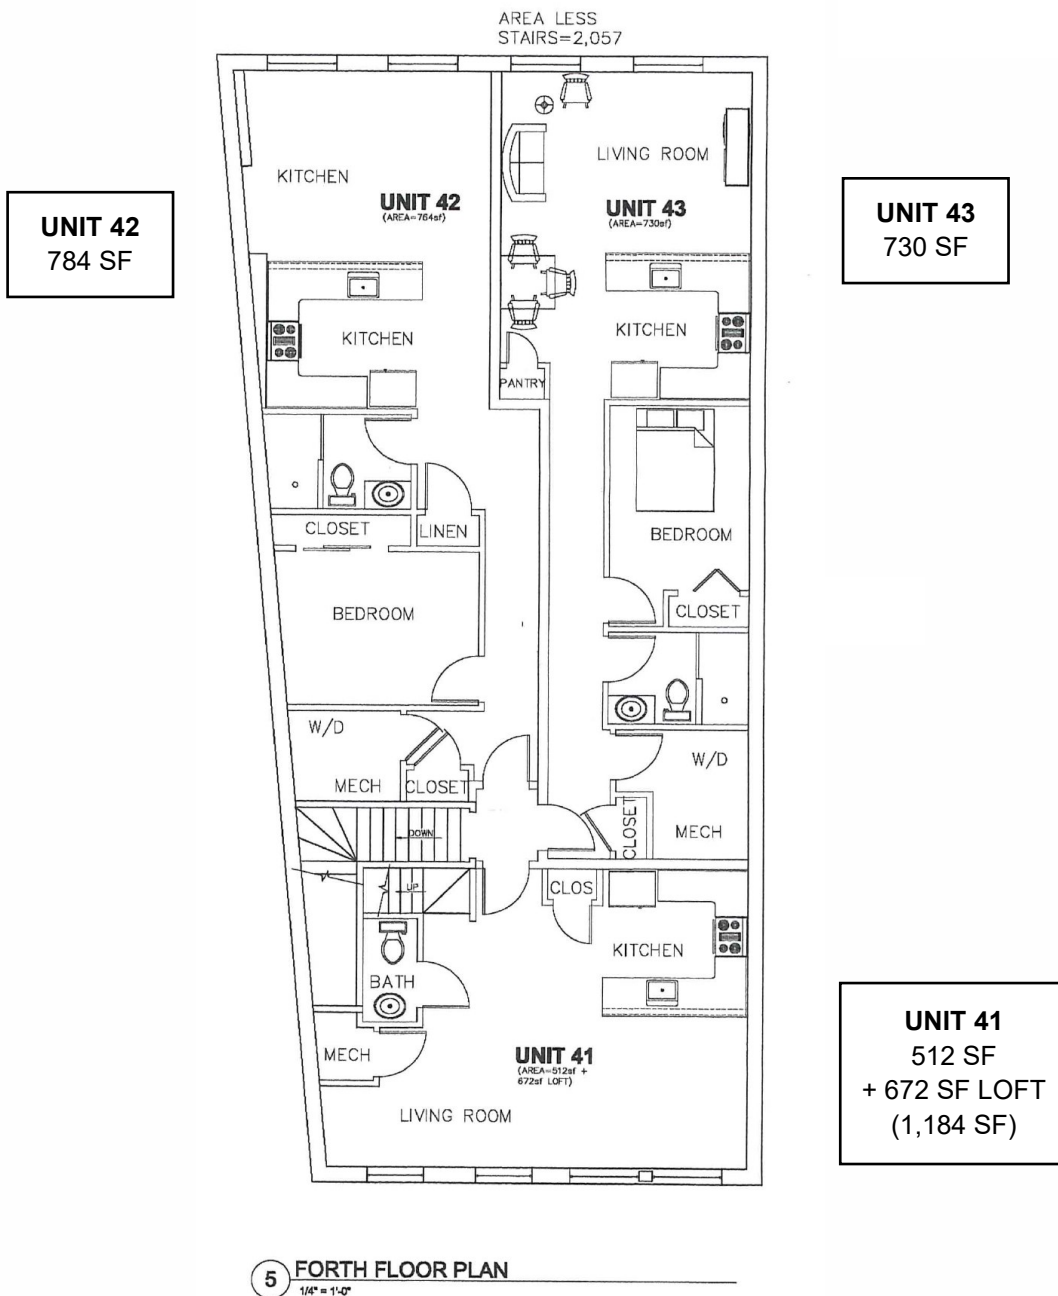 AREA LESS
STAIRS=2,057
KITCHEN
LIVING ROOM
UNIT 42
(AREA=764sf)
UNIT 43
(AREA=730sf)
UNIT 42
784 SF
UNIT 43
730 SF
KITCHEN
KITCHEN
PANTRY
CLOSET
LINEN
BEDROOM
BEDROOM
CLOSET
W/D
MECH
CLOSET
W/D
MECH
CLOSET
DOWN
UP
CLOS
KITCHEN
BATH
MECH
UNIT 41
(AREA=512sf +
672sf LOFT)
LIVING ROOM
UNIT 41
512 SF
+ 672 SF LOFT
(1,184 SF)
5 FORTH FLOOR PLAN
1/4" = 1'-0"